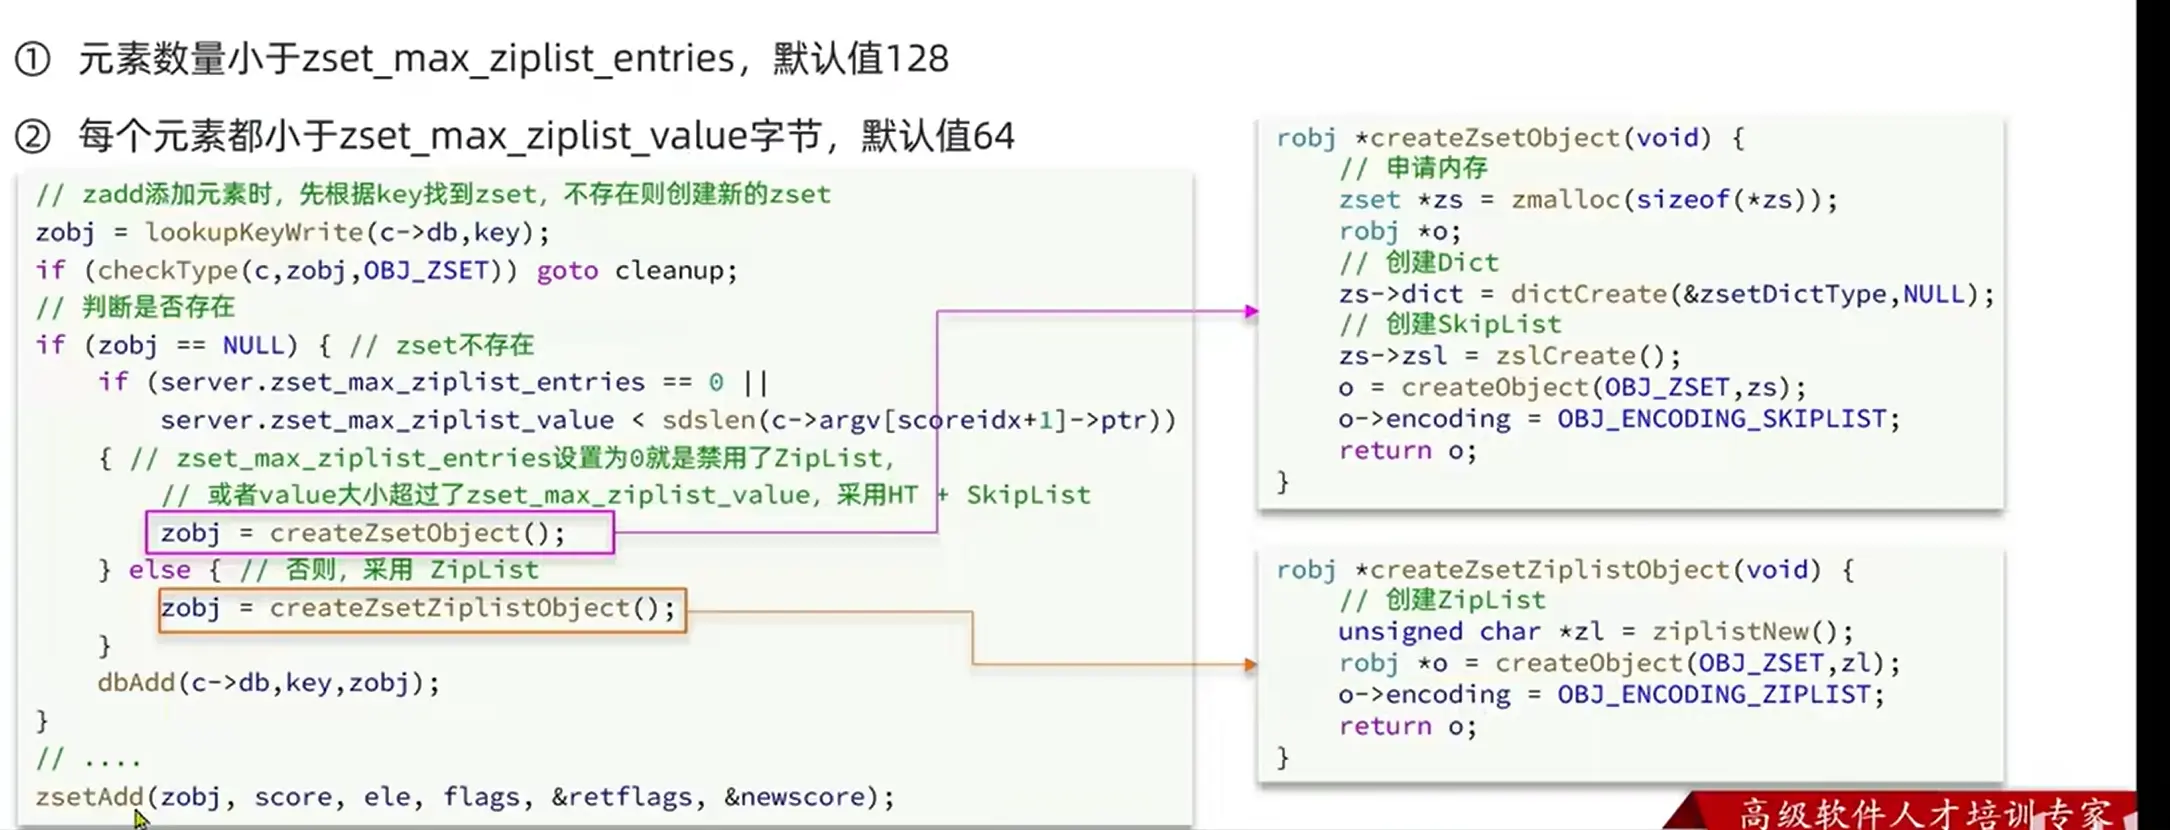 ① 元素数量小于zset_max_ziplist_entries，默认值128
② 每个元素都小于zset_max_ziplist_value字节，默认值64
// zadd添加元素时，先根据key找到zset，不存在则创建新的zset
zobj = lookupKeyWrite(c->db,key);
if (checkType(c,zobj,OBJ_ZSET)) goto cleanup;
// 判断是否存在
if (zobj == NULL) { // zset不存在
    if (server.zset_max_ziplist_entries == 0 ||
        server.zset_max_ziplist_value < sdslen(c->argv[scoreidx+1]->ptr))
    { // zset_max_ziplist_entries设置为0就是禁用了ZipList，
        // 或者value大小超过了zset_max_ziplist_value，采用HT + SkipList
        zobj = createZsetObject();
    } else { // 否则，采用 ZipList
        zobj = createZsetZiplistObject();
    }
    dbAdd(c->db,key,zobj);
}
// ....
zsetAdd(zobj, score, ele, flags, &retflags, &newscore);
robj *createZsetObject(void) {
    // 申请内存
    zset *zs = zmalloc(sizeof(*zs));
    robj *o;
    // 创建Dict
    zs->dict = dictCreate(&zsetDictType,NULL);
    // 创建SkipList
    zs->zsl = zslCreate();
    o = createObject(OBJ_ZSET,zs);
    o->encoding = OBJ_ENCODING_SKIPLIST;
    return o;
}
robj *createZsetZiplistObject(void) {
    // 创建ZipList
    unsigned char *zl = ziplistNew();
    robj *o = createObject(OBJ_ZSET,zl);
    o->encoding = OBJ_ENCODING_ZIPLIST;
    return o;
}
高级软件人才培训专家